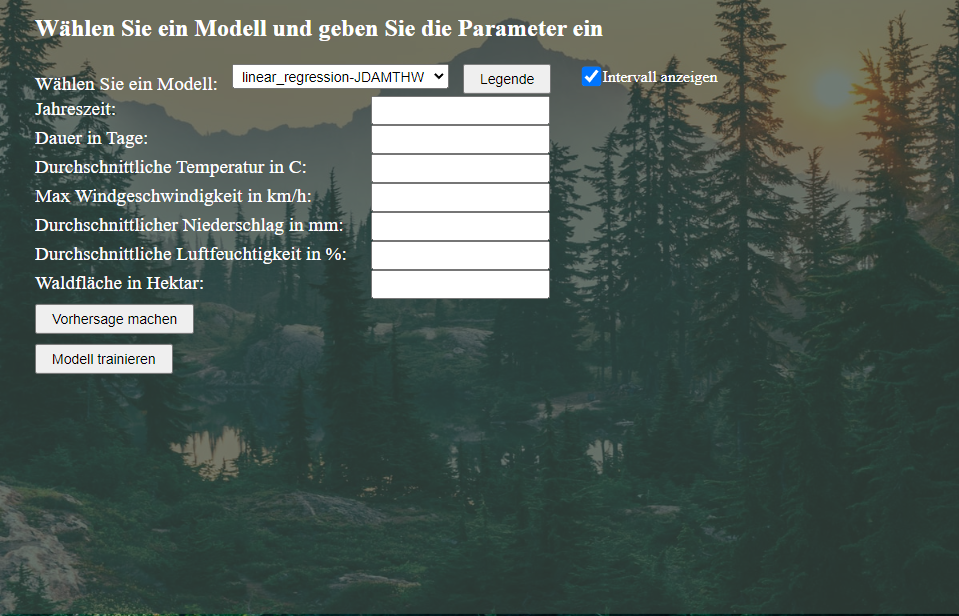 Wählen Sie ein Modell und geben Sie die Parameter ein
Wählen Sie ein Modell: linear_regression-JDAMTHW Legende Intervall anzeigen
Jahreszeit:
Dauer in Tage:
Durchschnittliche Temperatur in C:
Max Windgeschwindigkeit in km/h:
Durchschnittlicher Niederschlag in mm:
Durchschnittliche Luftfeuchtigkeit in %:
Waldfläche in Hektar:
Vorhersage machen
Modell trainieren